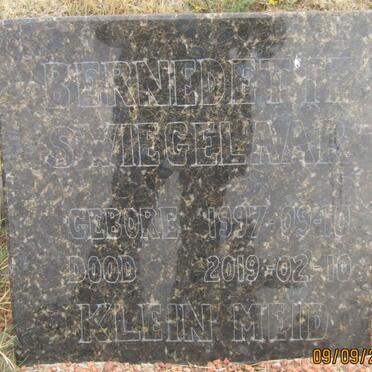 BERNEDETTE
SWIEGELAAR
GEBORE 1997-09-10
DOOD 2019-02-10
KLEIN MEID
09/09/2